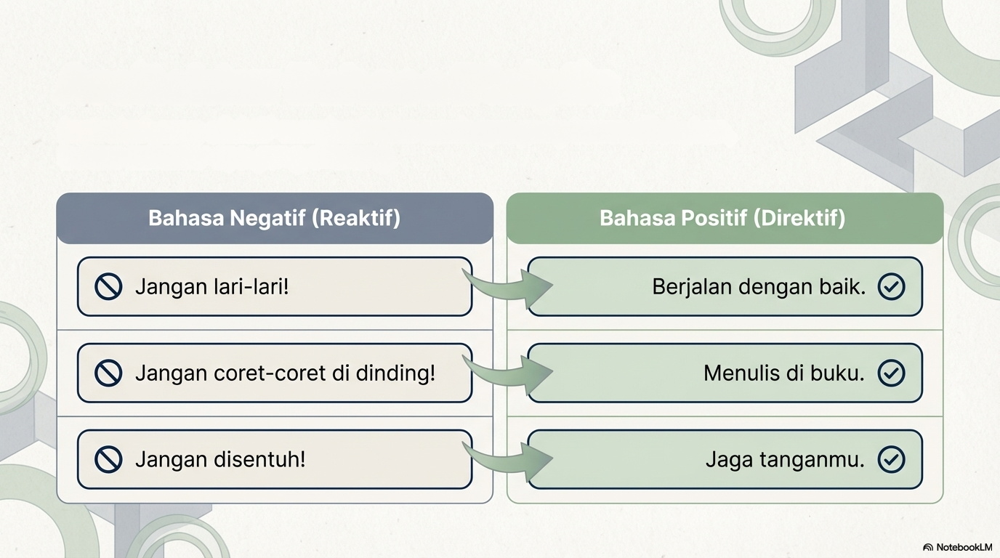 Bahasa Negatif (Reaktif)
Bahasa Positif (Direktif)
Jangan lari-lari!
Berjalan dengan baik.
Jangan coret-coret di dinding!
Menulis di buku.
Jangan disentuh!
Jaga tanganmu.
NotebookLM